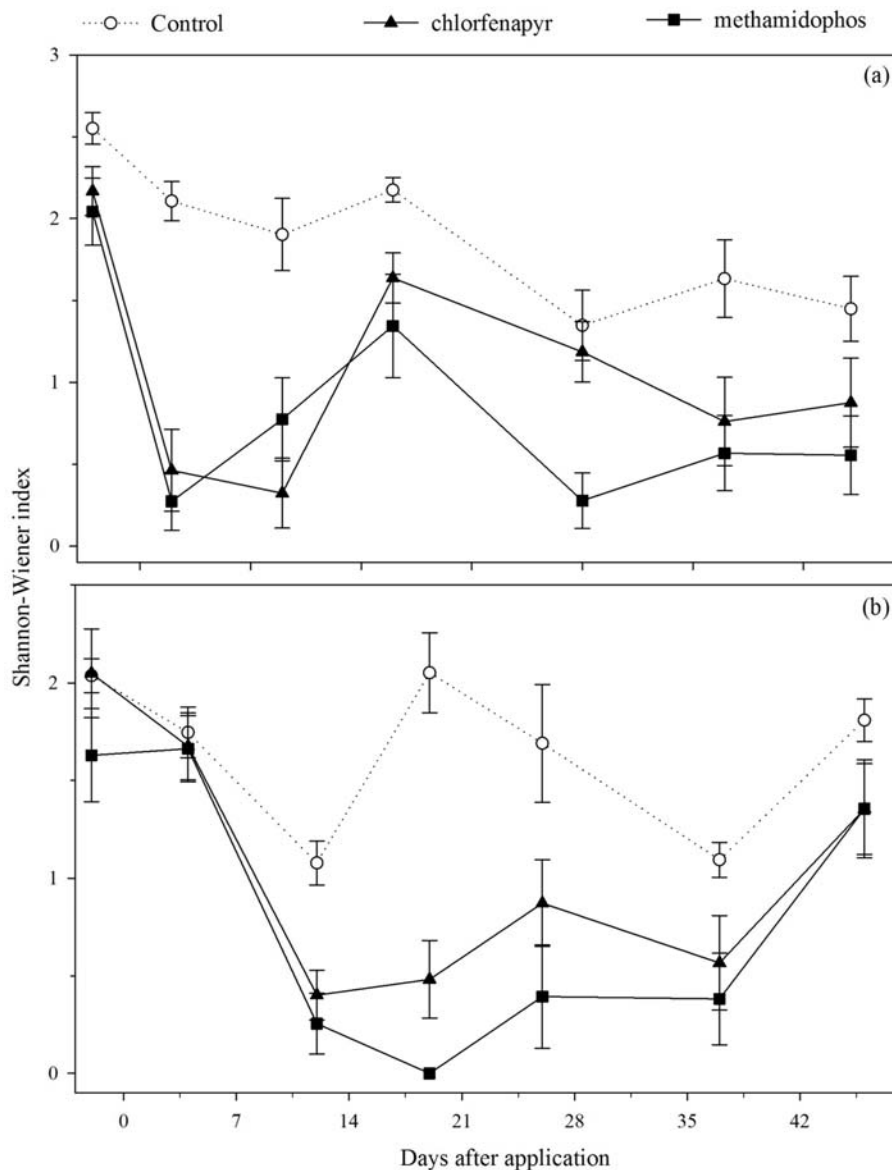 Control chlorfenapyr methamidophos
(a)
3
2
1
0
Shannon-Wiener index
(b)
2
1
0
0 7 14 21 28 35 42
Days after application